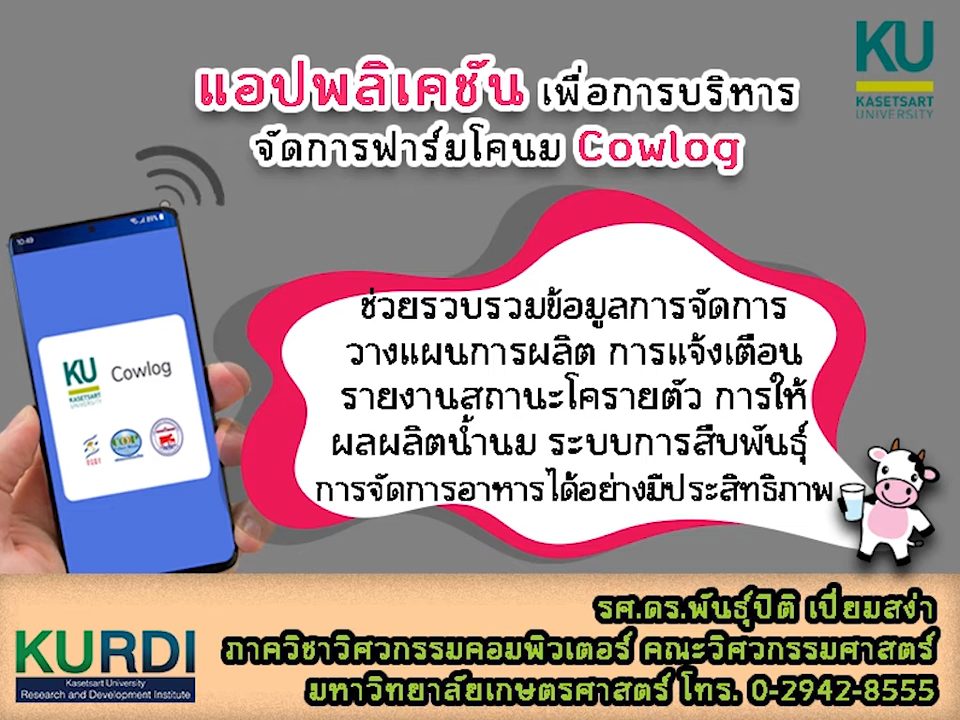 KU
KASETSART
UNIVERSITY
แอปพลิเคชัน เพื่อการบริหาร
จัดการฟาร์มโคนม Cowlog
10:49
KU
KASETSART
UNIVERSITY
Cowlog
ช่วยรวบรวมข้อมูลการจัดการ
วางแผนการผลิต การแจ้งเตือน
รายงานสถานะโครายตัว การให้
ผลผลิตน้ำนม ระบบการสืบพันธุ์
การจัดการอาหารได้อย่างมีประสิทธิภาพ
KURDI
Kasetsart University
Research and Development Institute
รศ.ดร.พันธุ์ปิติ เปี่ยมสง่า
ภาควิชาวิศวกรรมคอมพิวเตอร์ คณะวิศวกรรมศาสตร์
มหาวิทยาลัยเกษตรศาสตร์ โทร. 0-2942-8555